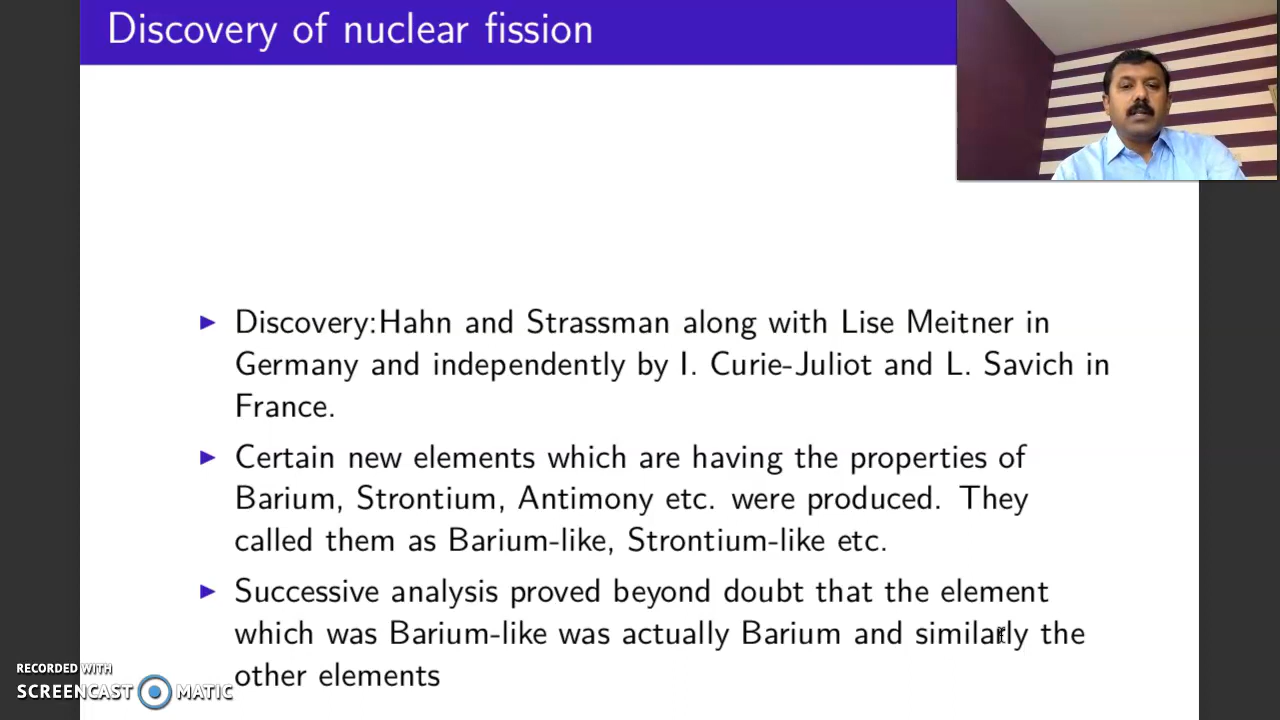 Discovery of nuclear fission
Discovery:Hahn and Strassman along with Lise Meitner in
Germany and independently by I. Curie-Juliot and L. Savich in
France.
Certain new elements which are having the properties of
Barium, Strontium, Antimony etc. were produced. They
called them as Barium-like, Strontium-like etc.
Successive analysis proved beyond doubt that the element
which was Barium-like was actually Barium and similarly the
other elements
RECORDED WITH
SCREENCAST MATIC